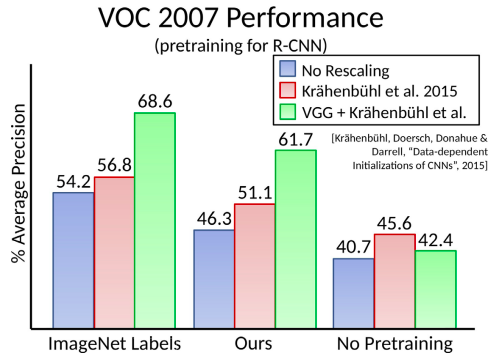 VOC 2007 Performance
(pretraining for R-CNN)
No Rescaling
Krähenbühl et al. 2015
VGG + Krähenbühl et al.
[Krähenbühl, Doersch, Donahue &
Darrell, “Data-dependent
Initializations of CNNs”, 2015]
% Average Precision
54.2
56.8
68.6
46.3
51.1
61.7
40.7
45.6
42.4
ImageNet Labels
Ours
No Pretraining